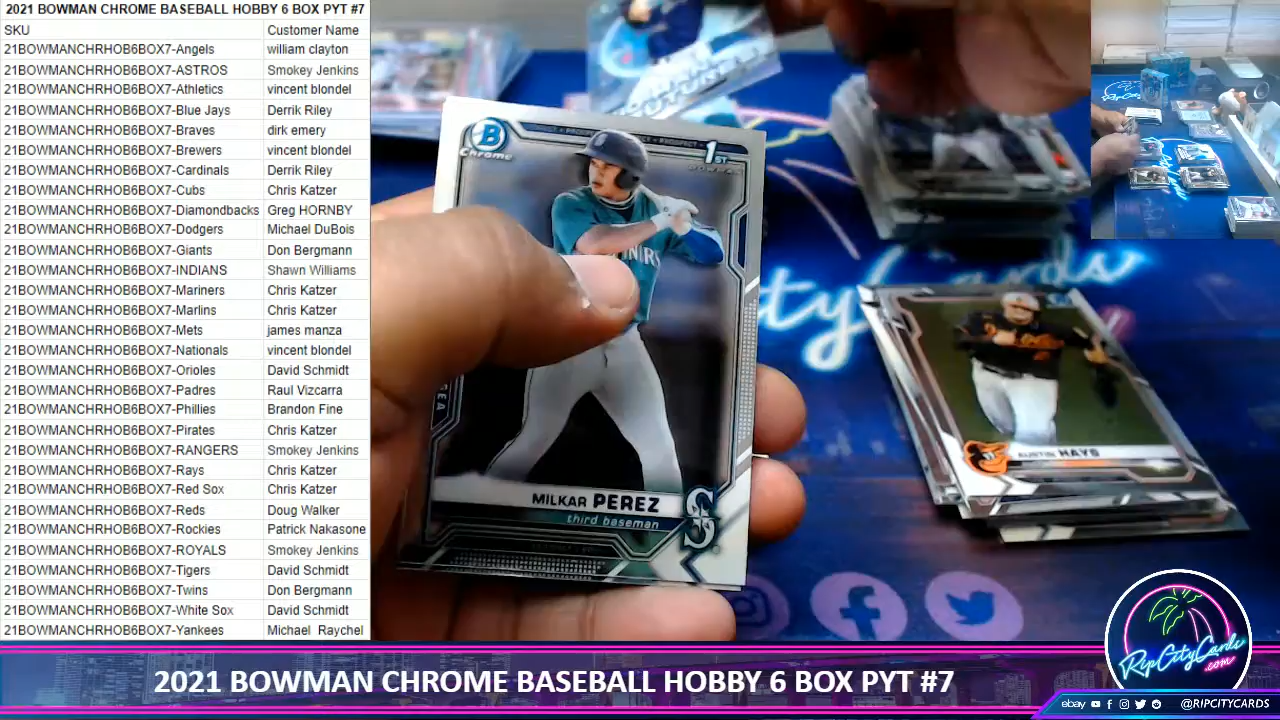 2021 BOWMAN CHROME BASEBALL HOBBY 6 BOX PYT #7
SKU Customer Name
21BOWMANCHRHOB6BOX7-Angels william clayton
21BOWMANCHRHOB6BOX7-ASTROS Smokey Jenkins
21BOWMANCHRHOB6BOX7-Athletics vincent blondel
21BOWMANCHRHOB6BOX7-Blue Jays Derrik Riley
21BOWMANCHRHOB6BOX7-Braves dirk emery
21BOWMANCHRHOB6BOX7-Brewers vincent blondel
21BOWMANCHRHOB6BOX7-Cardinals Derrik Riley
21BOWMANCHRHOB6BOX7-Cubs Chris Katzer
21BOWMANCHRHOB6BOX7-Diamondbacks Greg HORNBY
21BOWMANCHRHOB6BOX7-Dodgers Michael DuBois
21BOWMANCHRHOB6BOX7-Giants Don Bergmann
21BOWMANCHRHOB6BOX7-INDIANS Shawn Williams
21BOWMANCHRHOB6BOX7-Mariners Chris Katzer
21BOWMANCHRHOB6BOX7-Marlins Chris Katzer
21BOWMANCHRHOB6BOX7-Mets james manza
21BOWMANCHRHOB6BOX7-Nationals vincent blondel
21BOWMANCHRHOB6BOX7-Orioles David Schmidt
21BOWMANCHRHOB6BOX7-Padres Raul Vizcarra
21BOWMANCHRHOB6BOX7-Phillies Brandon Fine
21BOWMANCHRHOB6BOX7-Pirates Chris Katzer
21BOWMANCHRHOB6BOX7-RANGERS Smokey Jenkins
21BOWMANCHRHOB6BOX7-Rays Chris Katzer
21BOWMANCHRHOB6BOX7-Red Sox Chris Katzer
21BOWMANCHRHOB6BOX7-Reds Doug Walker
21BOWMANCHRHOB6BOX7-Rockies Patrick Nakasone
21BOWMANCHRHOB6BOX7-ROYALS Smokey Jenkins
21BOWMANCHRHOB6BOX7-Tigers David Schmidt
21BOWMANCHRHOB6BOX7-Twins Don Bergmann
21BOWMANCHRHOB6BOX7-White Sox David Schmidt
21BOWMANCHRHOB6BOX7-Yankees Michael Raychel
B
Chrome
1ST
BOWMAN
MILKAR PEREZ
third baseman
S
AUSTIN HAYS
City Cards
2021 BOWMAN CHROME BASEBALL HOBBY 6 BOX PYT #7
RipCityCards
.com
ebay
@RIPCITYCARDS